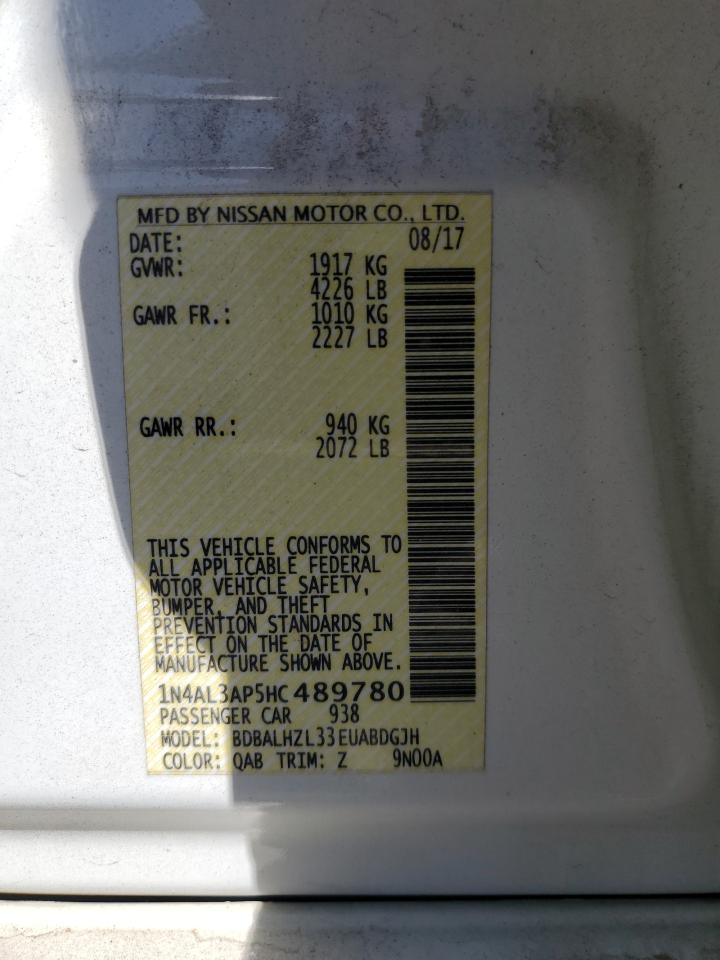 MFD BY NISSAN MOTOR CO., LTD.
DATE: 08/17
GVWR: 1917 KG
4226 LB
GAWR FR.: 1010 KG
2227 LB
GAWR RR.: 940 KG
2072 LB
THIS VEHICLE CONFORMS TO
ALL APPLICABLE FEDERAL
MOTOR VEHICLE SAFETY,
BUMPER, AND THEFT
PREVENTION STANDARDS IN
EFFECT ON THE DATE OF
MANUFACTURE SHOWN ABOVE.
1N4AL3AP5HC489780
PASSENGER CAR 938
MODEL: BDBALHZL33EUABDGJH
COLOR: QAB TRIM: Z 9N00A